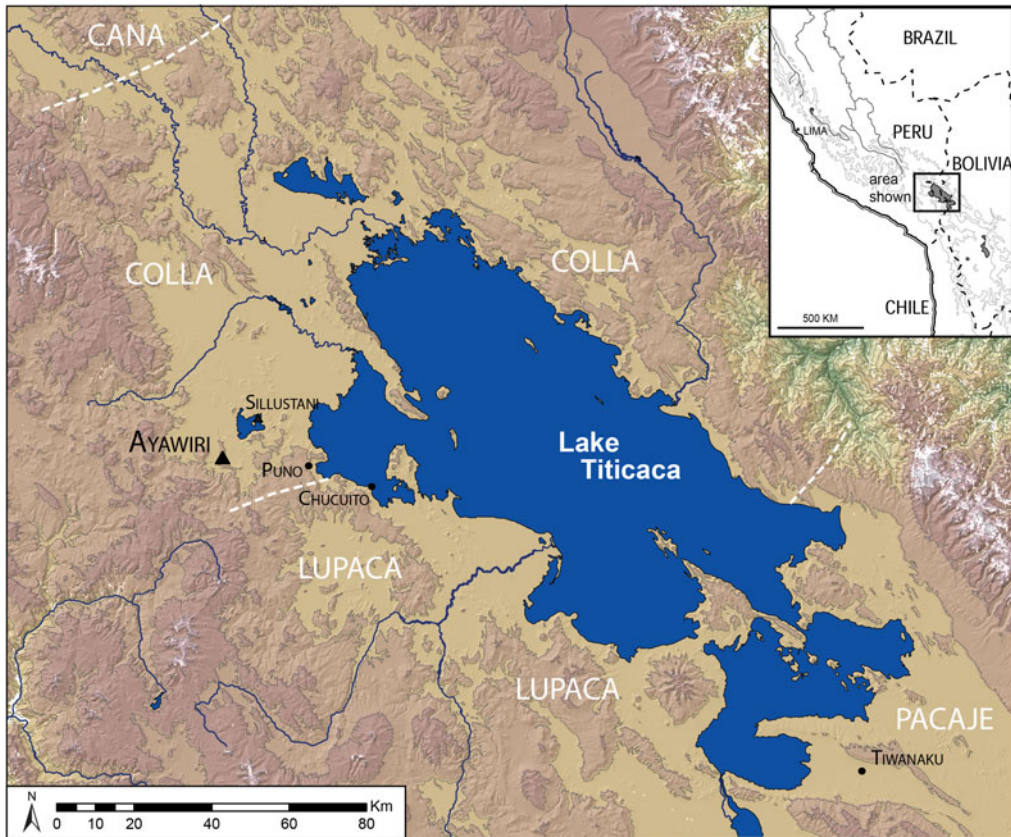 CANA
BRAZIL
LIMA
PERU
BOLIVIA
area
shown
CHILE
500 KM
COLLA
COLLA
SILLUSTANI
AYAWIRI
PUNO
CHUCUITO
Lake
Titicaca
LUPACA
LUPACA
PACAJE
TIWANAKU
N
Km
0 10 20 40 60 80